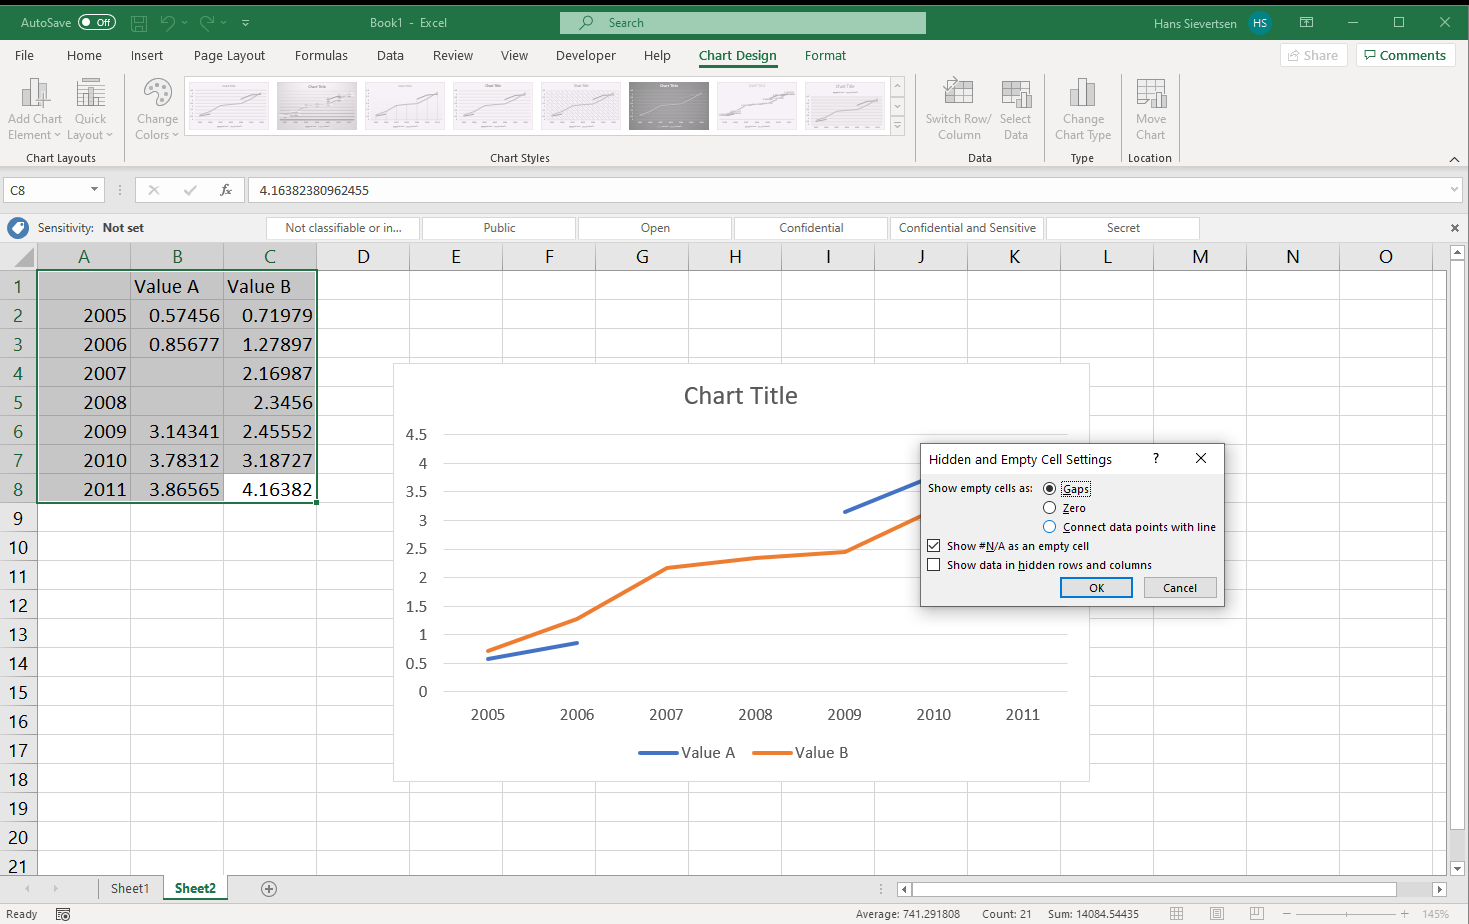 AutoSave Off Book1 - Excel Search Hans Sievertsen HS
File Home Insert Page Layout Formulas Data Review View Developer Help Chart Design Format Share Comments
Add Chart Element Quick Layout
Change Colors
Switch Row/ Column Select Data
Change Chart Type
Move Chart
Chart Layouts Chart Styles Data Type Location
C8 fx 4.16382380962455
Sensitivity: Not set Not classifiable or in... Public Open Confidential Confidential and Sensitive Secret
A B C D E F G H I J K L M N O
1 Value A Value B
2 2005 0.57456 0.71979
3 2006 0.85677 1.27897
4 2007 2.16987
5 2008 2.3456
6 2009 3.14341 2.45552
7 2010 3.78312 3.18727
8 2011 3.86565 4.16382
9
10
11
12
13
14
15
16
17
18
19
20
21
Chart Title
4.5
4
3.5
3
2.5
2
1.5
1
0.5
0
2005 2006 2007 2008 2009 2010 2011
Value A Value B
Hidden and Empty Cell Settings ?
Show empty cells as: Gaps
Zero
Connect data points with line
Show #N/A as an empty cell
Show data in hidden rows and columns
OK Cancel
Sheet1 Sheet2
Ready Average: 741.291808 Count: 21 Sum: 14084.54435 145%